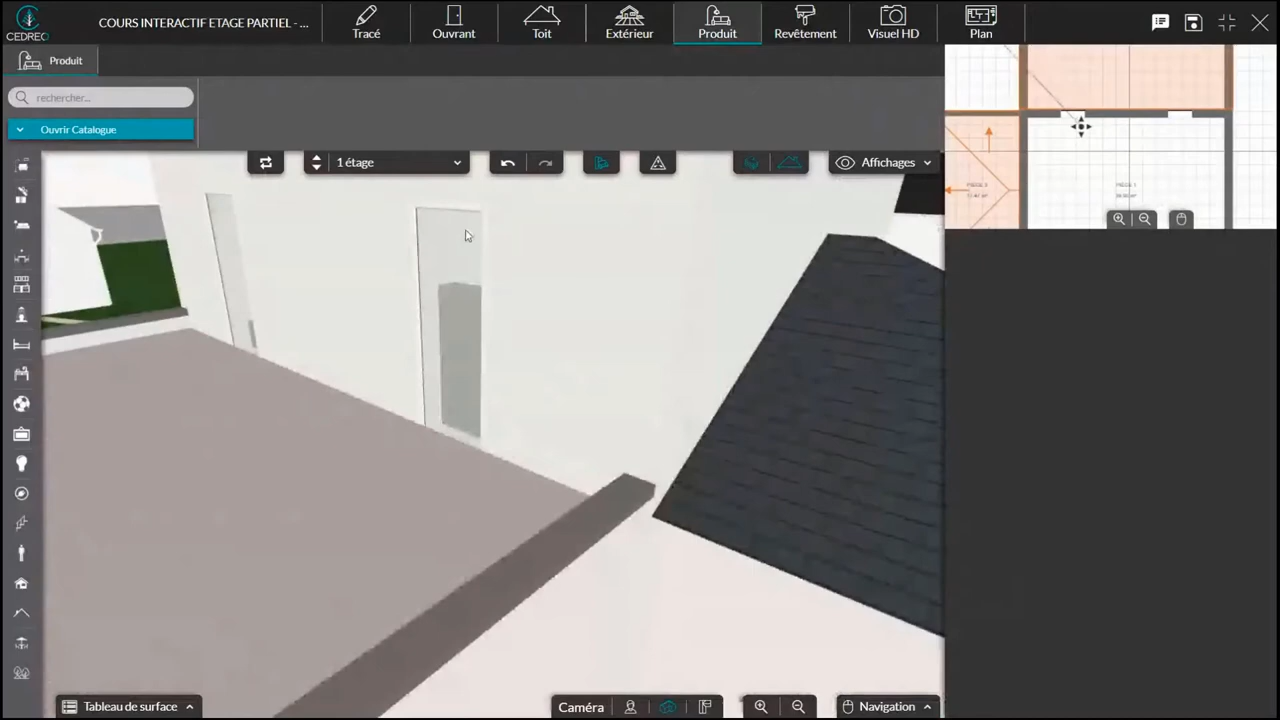 COURS INTERACTIF ETAGE PARTIEL - ...
CEDREO
Tracé
Ouvrant
Toit
Extérieur
Produit
Revêtement
Visuel HD
Plan
Produit
rechercher...
Ouvrir Catalogue
1 étage
Affichages
Tableau de surface
Caméra
Navigation